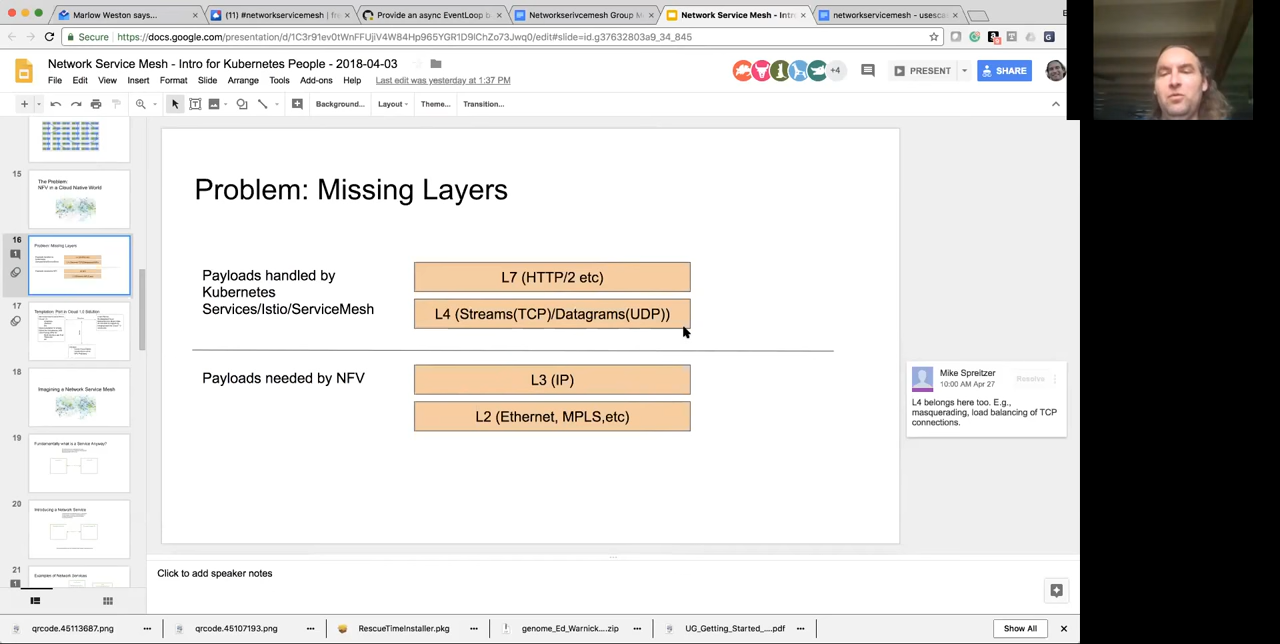 Marlow Weston says...
(11) #networkservicemesh | fre
Provide an async EventLoop b
Networkservicemesh Group M
Network Service Mesh - Intro
networkservicemesh - usesca
Secure
https://docs.google.com/presentation/d/1C3r91ev0tWnFFUjiV4W84Hp965YGR1D9lChZo73Jwq0/edit#slide=id.g37632803a9_34_845
Network Service Mesh - Intro for Kubernetes People - 2018-04-03
File Edit View Insert Format Slide Arrange Tools Add-ons Help Last edit was yesterday at 1:37 PM
+4
PRESENT
SHARE
Background...
Layout
Theme...
Transition...
15
The Problem:
NFV in a Cloud Native World
16
Problem: Missing Layers
17
18
Imagining a Network Service Mesh
19
Fundamentally what is a Service Anyway?
20
Introducing a Network Service
21
Examples of Network Services
Problem: Missing Layers
Payloads handled by
Kubernetes
Services/Istio/ServiceMesh
L7 (HTTP/2 etc)
L4 (Streams(TCP)/Datagrams(UDP))
Payloads needed by NFV
L3 (IP)
L2 (Ethernet, MPLS,etc)
Mike Spreitzer
10:00 AM Apr 27
Resolve
L4 belongs here too. E.g.,
masquerading, load balancing of TCP
connections.
Click to add speaker notes
qrcode.45113687.png
qrcode.45107193.png
RescueTimeInstaller.pkg
genome_Ed_Warnick....zip
UG_Getting_Started_....pdf
Show All